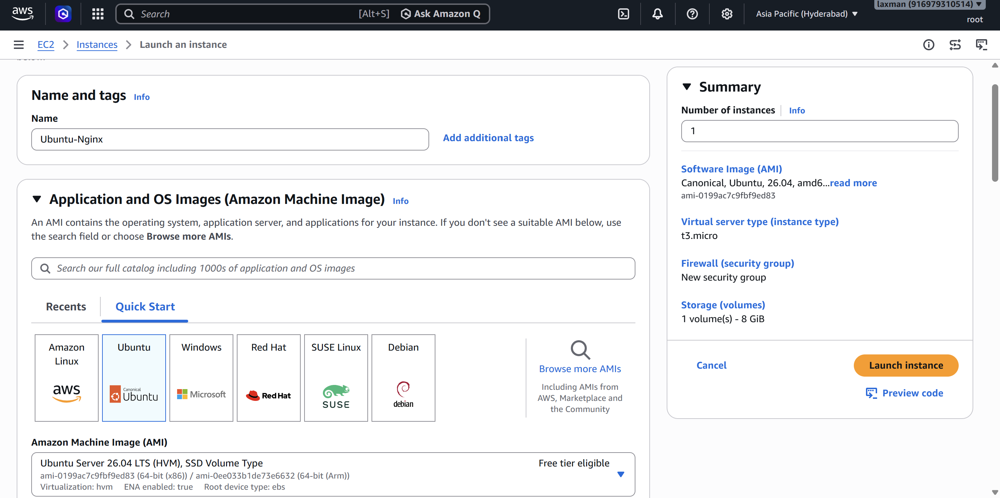 aws
Search
[Alt+S]
Ask Amazon Q
Asia Pacific (Hyderabad)
laxman (916979310514)
root
EC2
Instances
Launch an instance
Name and tags
Info
Name
Ubuntu-Nginx
Add additional tags
Application and OS Images (Amazon Machine Image)
Info
An AMI contains the operating system, application server, and applications for your instance. If you don't see a suitable AMI below, use
the search field or choose Browse more AMIs.
Search our full catalog including 1000s of application and OS images
Recents
Quick Start
Amazon
Linux
aws
Ubuntu
Canonical
Ubuntu
Windows
Microsoft
Red Hat
Red Hat
SUSE Linux
SUSE
Debian
debian
Browse more AMIs
Including AMIs from
AWS, Marketplace and
the Community
Amazon Machine Image (AMI)
Ubuntu Server 26.04 LTS (HVM), SSD Volume Type
Free tier eligible
ami-0199ac7c9fbf9ed83 (64-bit (x86)) / ami-0ee033b1de73e6632 (64-bit (Arm))
Virtualization: hvm ENA enabled: true Root device type: ebs
Summary
Number of instances
Info
1
Software Image (AMI)
Canonical, Ubuntu, 26.04, amd6...read more
ami-0199ac7c9fbf9ed83
Virtual server type (instance type)
t3.micro
Firewall (security group)
New security group
Storage (volumes)
1 volume(s) - 8 GiB
Cancel
Launch instance
Preview code